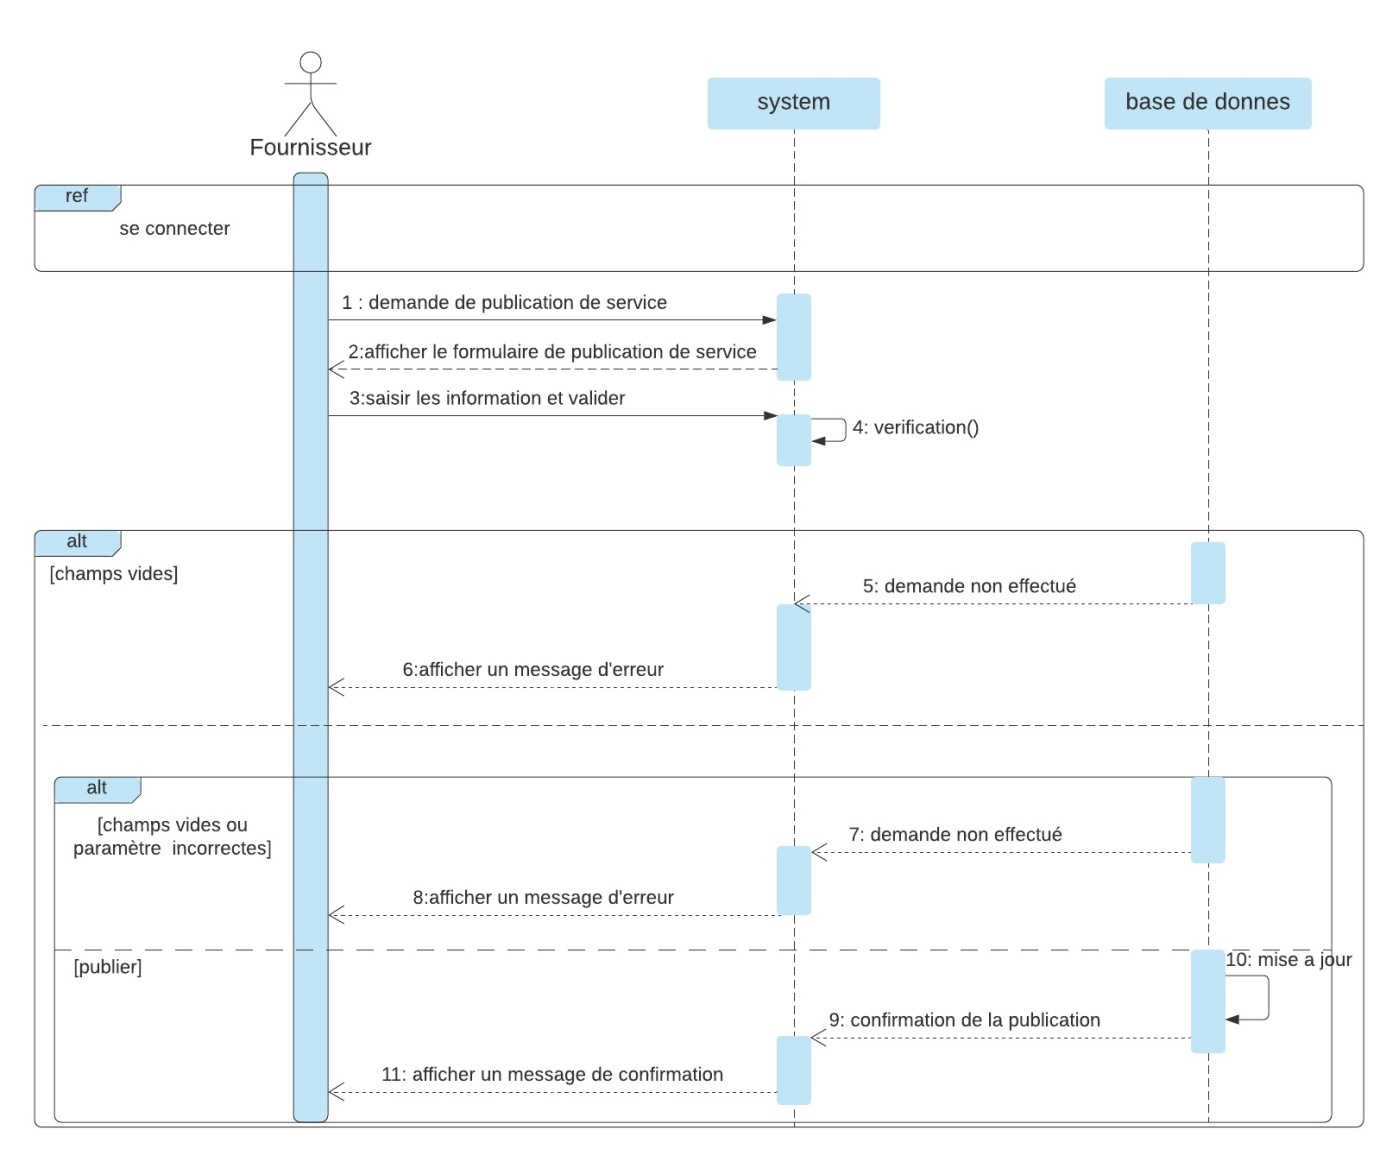 Fournisseur
system
base de donnes
ref
se connecter
1 : demande de publication de service
2:afficher le formulaire de publication de service
3:saisir les information et valider
4: verification()
alt
[champs vides]
5: demande non effectué
6:afficher un message d'erreur
alt
[champs vides ou
paramètre  incorrectes]
7: demande non effectué
8:afficher un message d'erreur
[publier]
10: mise a jour
9: confirmation de la publication
11: afficher un message de confirmation